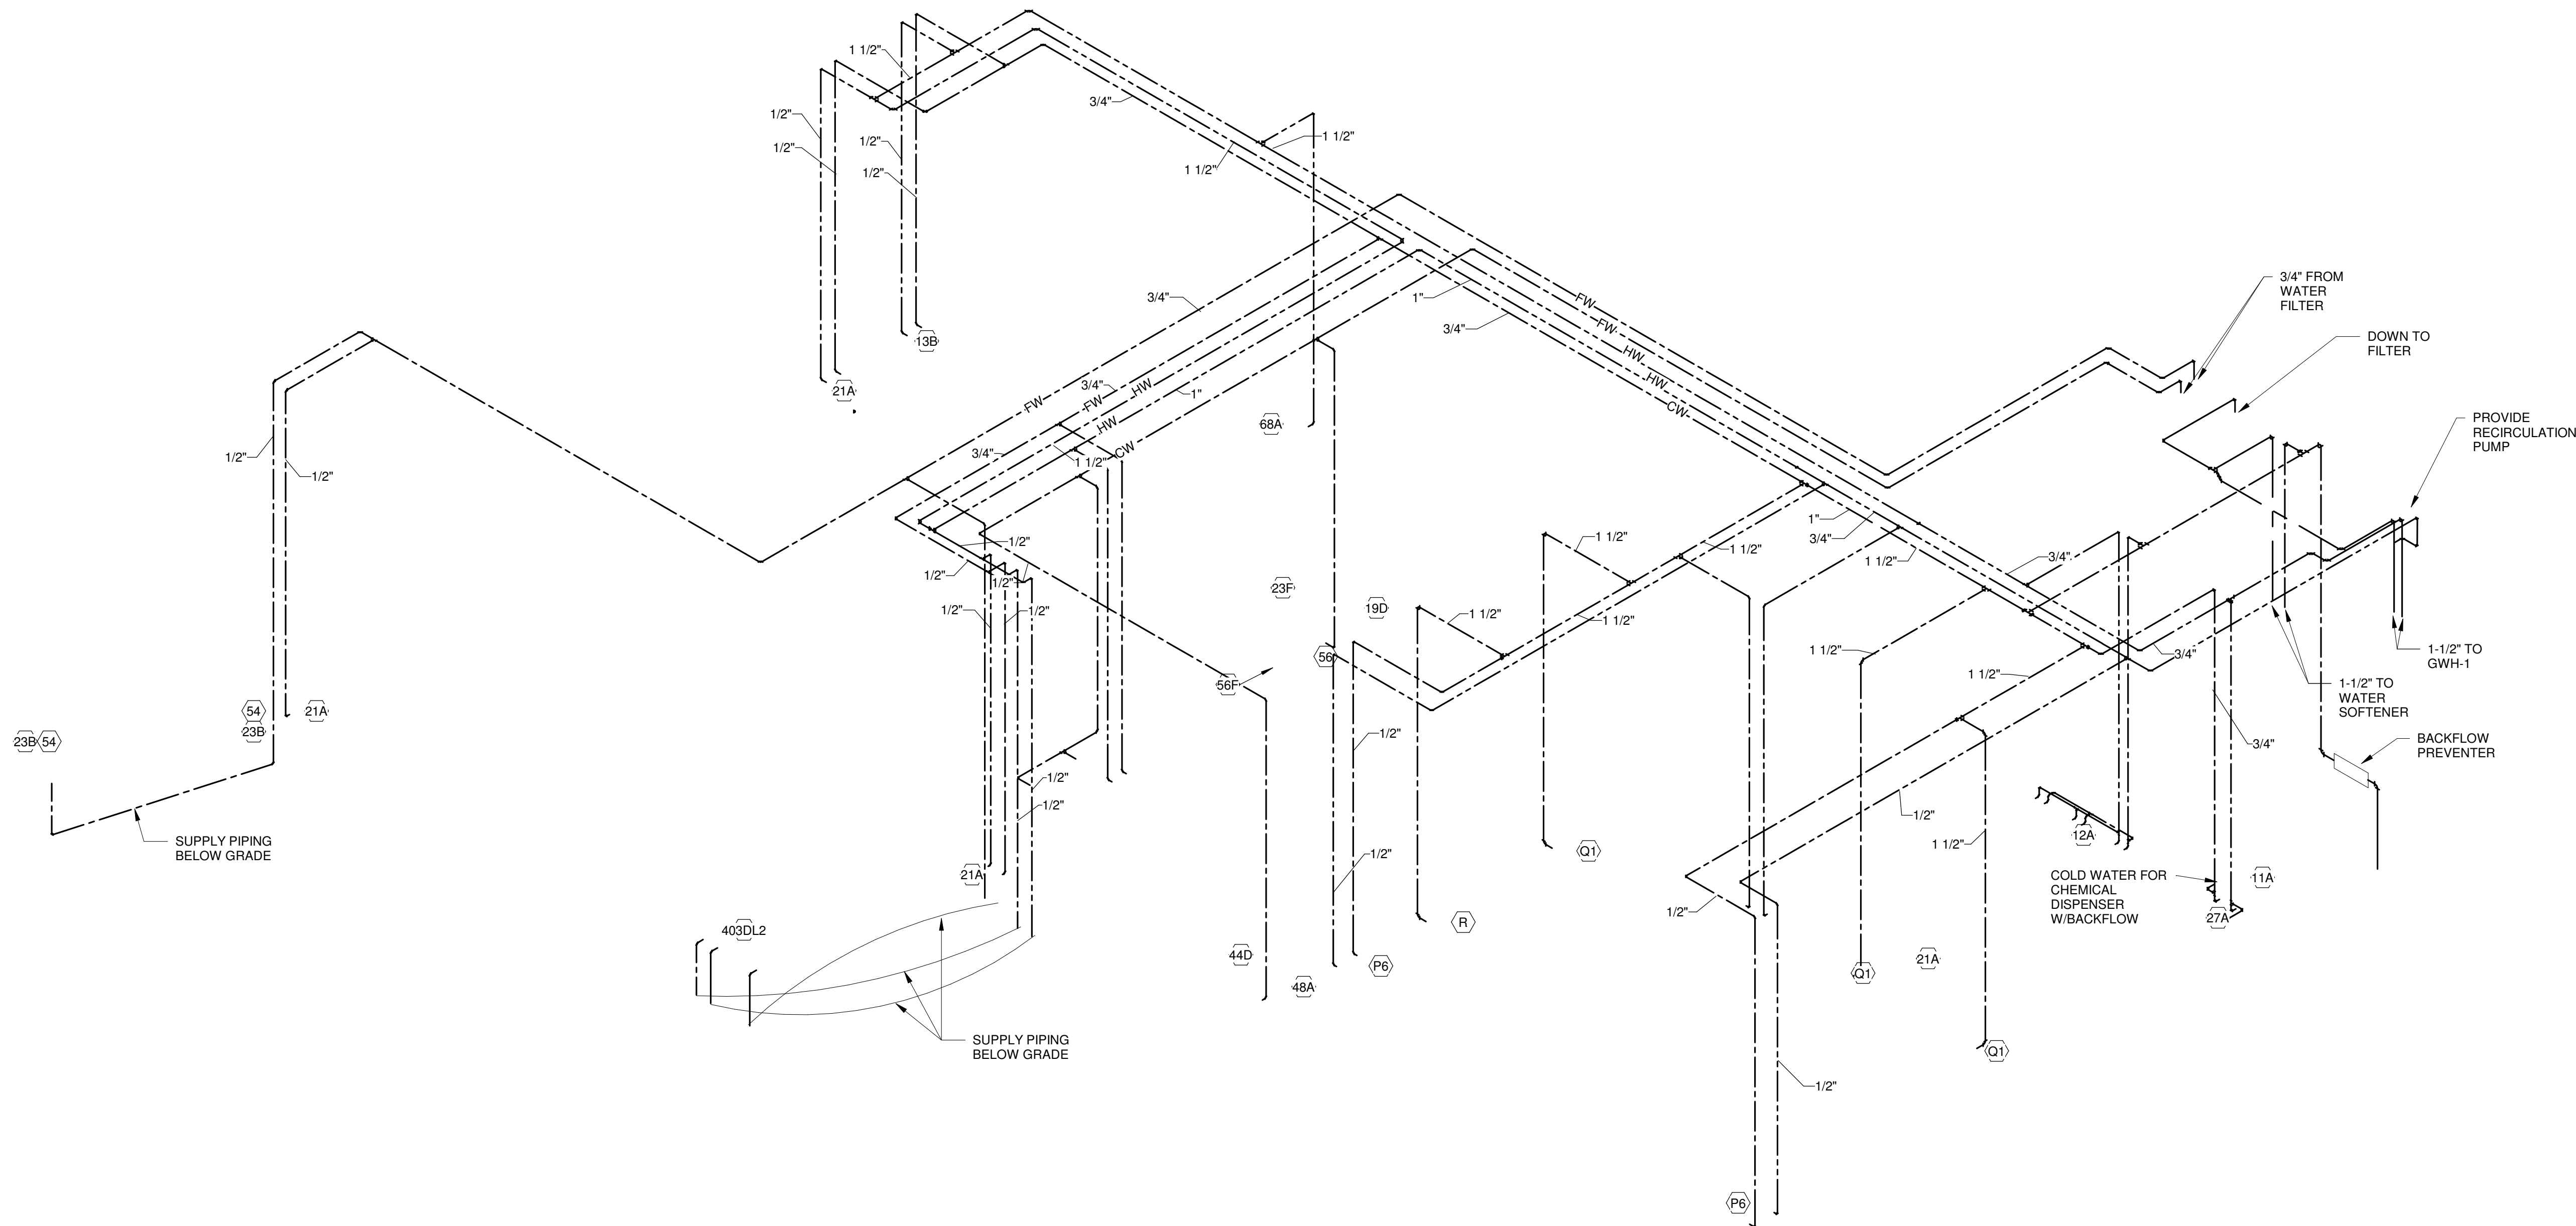 1 1/2"
3/4"
1/2"
1/2"
1/2"
1/2"
1 1/2"
1 1/2"
13B
21A
3/4"
1"
3/4"
FW
FW
HW
HW
CW
3/4" FROM
WATER
FILTER
DOWN TO
FILTER
PROVIDE
RECIRCULATION
PUMP
3/4"
1"
FW
FW
HW
HW
CW
68A
3/4"
1 1/2"
1/2"
1/2"
1/2"
1/2"
1/2"
1/2"
1/2"
1"
3/4"
1 1/2"
3/4"
1 1/2"
1 1/2"
1 1/2"
1 1/2"
23F
19D
56
56F
1 1/2"
1 1/2"
3/4"
1-1/2" TO
GWH-1
1-1/2" TO
WATER
SOFTENER
BACKFLOW
PREVENTER
3/4"
54
23B
21A
23B
54
SUPPLY PIPING
BELOW GRADE
1/2"
1/2"
1/2"
1/2"
1/2"
1 1/2"
12A
Q1
21A
COLD WATER FOR
CHEMICAL
DISPENSER
W/BACKFLOW
11A
27A
403DL2
1/2"
R
44D
48A
P6
Q1
21A
SUPPLY PIPING
BELOW GRADE
Q1
1/2"
P6